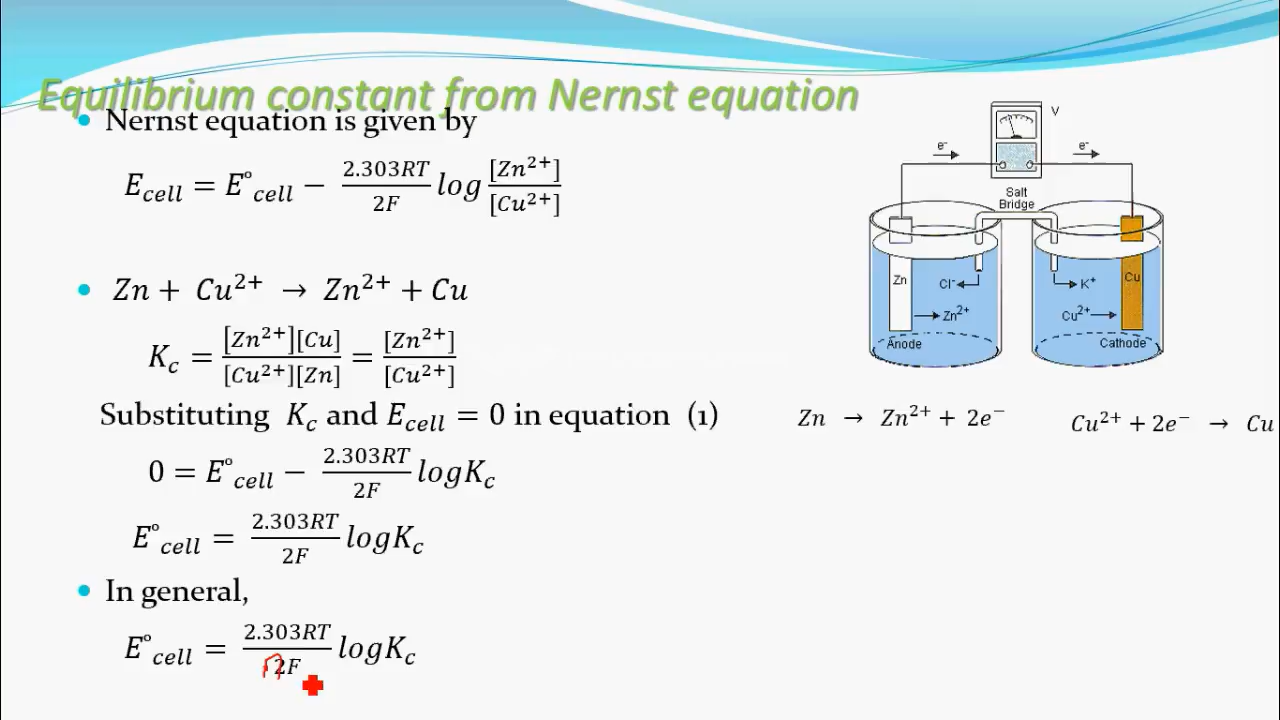 Equilibrium constant from Nernst equation
• Nernst equation is given by
E_cell = E°_cell − 2.303RT/2F log [Zn²⁺]/[Cu²⁺]
• Zn + Cu²⁺ → Zn²⁺ + Cu
K_c = [Zn²⁺][Cu]/[Cu²⁺][Zn] = [Zn²⁺]/[Cu²⁺]
Substituting K_c and E_cell = 0 in equation (1)
0 = E°_cell − 2.303RT/2F logK_c
E°_cell = 2.303RT/2F logK_c
• In general,
E°_cell = 2.303RT/2F logK_c
n
V
e⁻
e⁻
Salt
Bridge
Zn
Cl⁻
Zn²⁺
Anode
K⁺
Cu
Cu²⁺
Cathode
Zn → Zn²⁺ + 2e⁻
Cu²⁺ + 2e⁻ → Cu